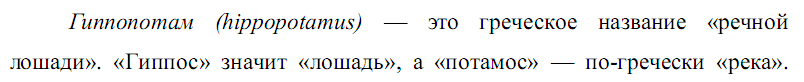 Гиппопотам (hippopotamus) — это греческое название «речной
лошади». «Гиппос» значит «лошадь», а «потамос» — по-гречески «река».